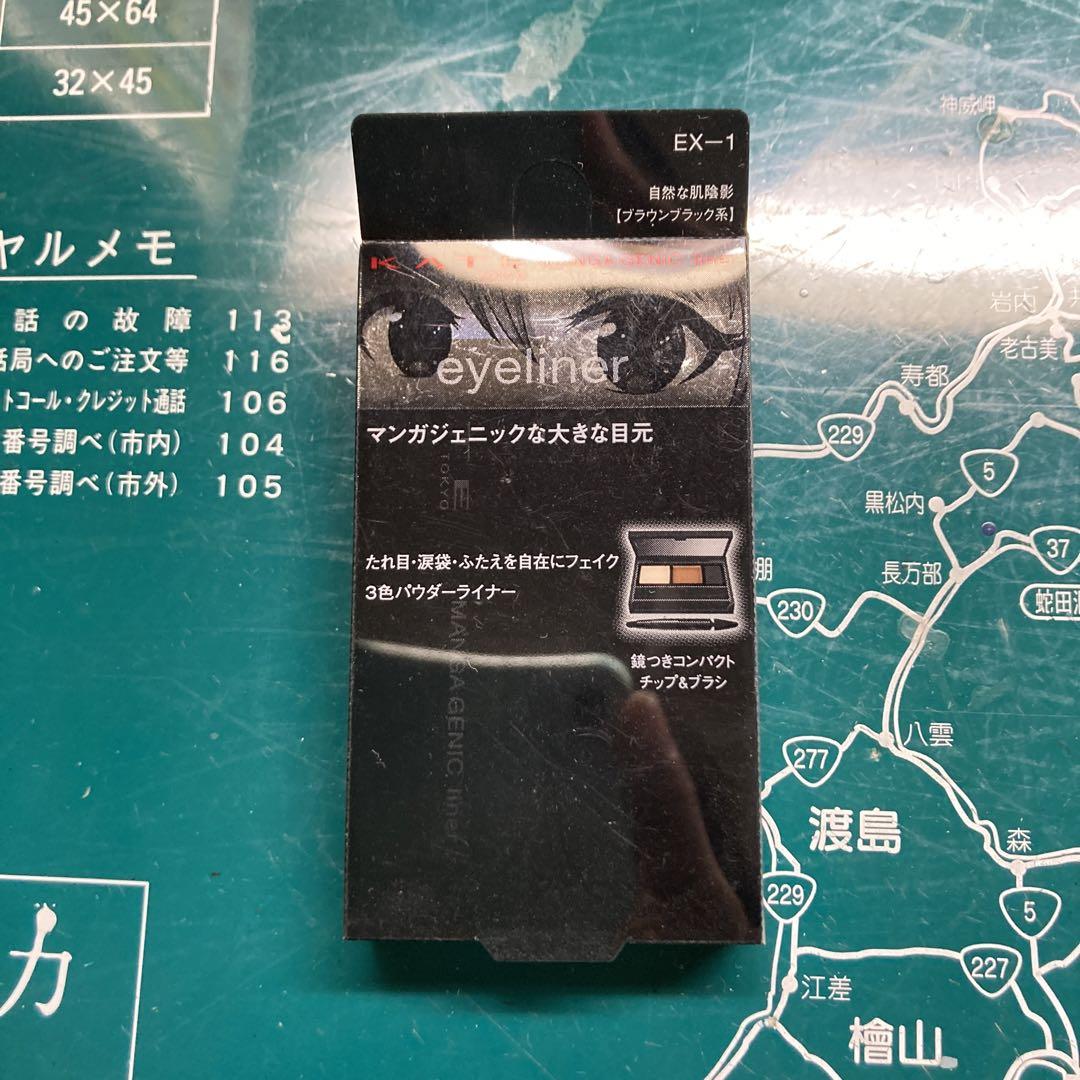 45×64
32×45
ヤルメモ
話の故障 113
話局へのご注文等 116
トコール・クレジット通話 106
番号調べ(市内) 104
番号調べ(市外) 105
カ
EX-1
自然な肌陰影
【ブラウンブラック系】
KATE MANGAGENIC liner
eyeliner
マンガジェニックな大きな目元
TOKYO
たれ目・涙袋・ふたえを自在にフェイク
3色パウダーライナー
鏡つきコンパクト
チップ&ブラシ
MANGAGENIC liner
神威岬
岩内
老古美
寿都
229
5
黒松内
37
長万部
朋
230
蛇田
八雲
277
渡島
森
229
5
227
江差
檜山